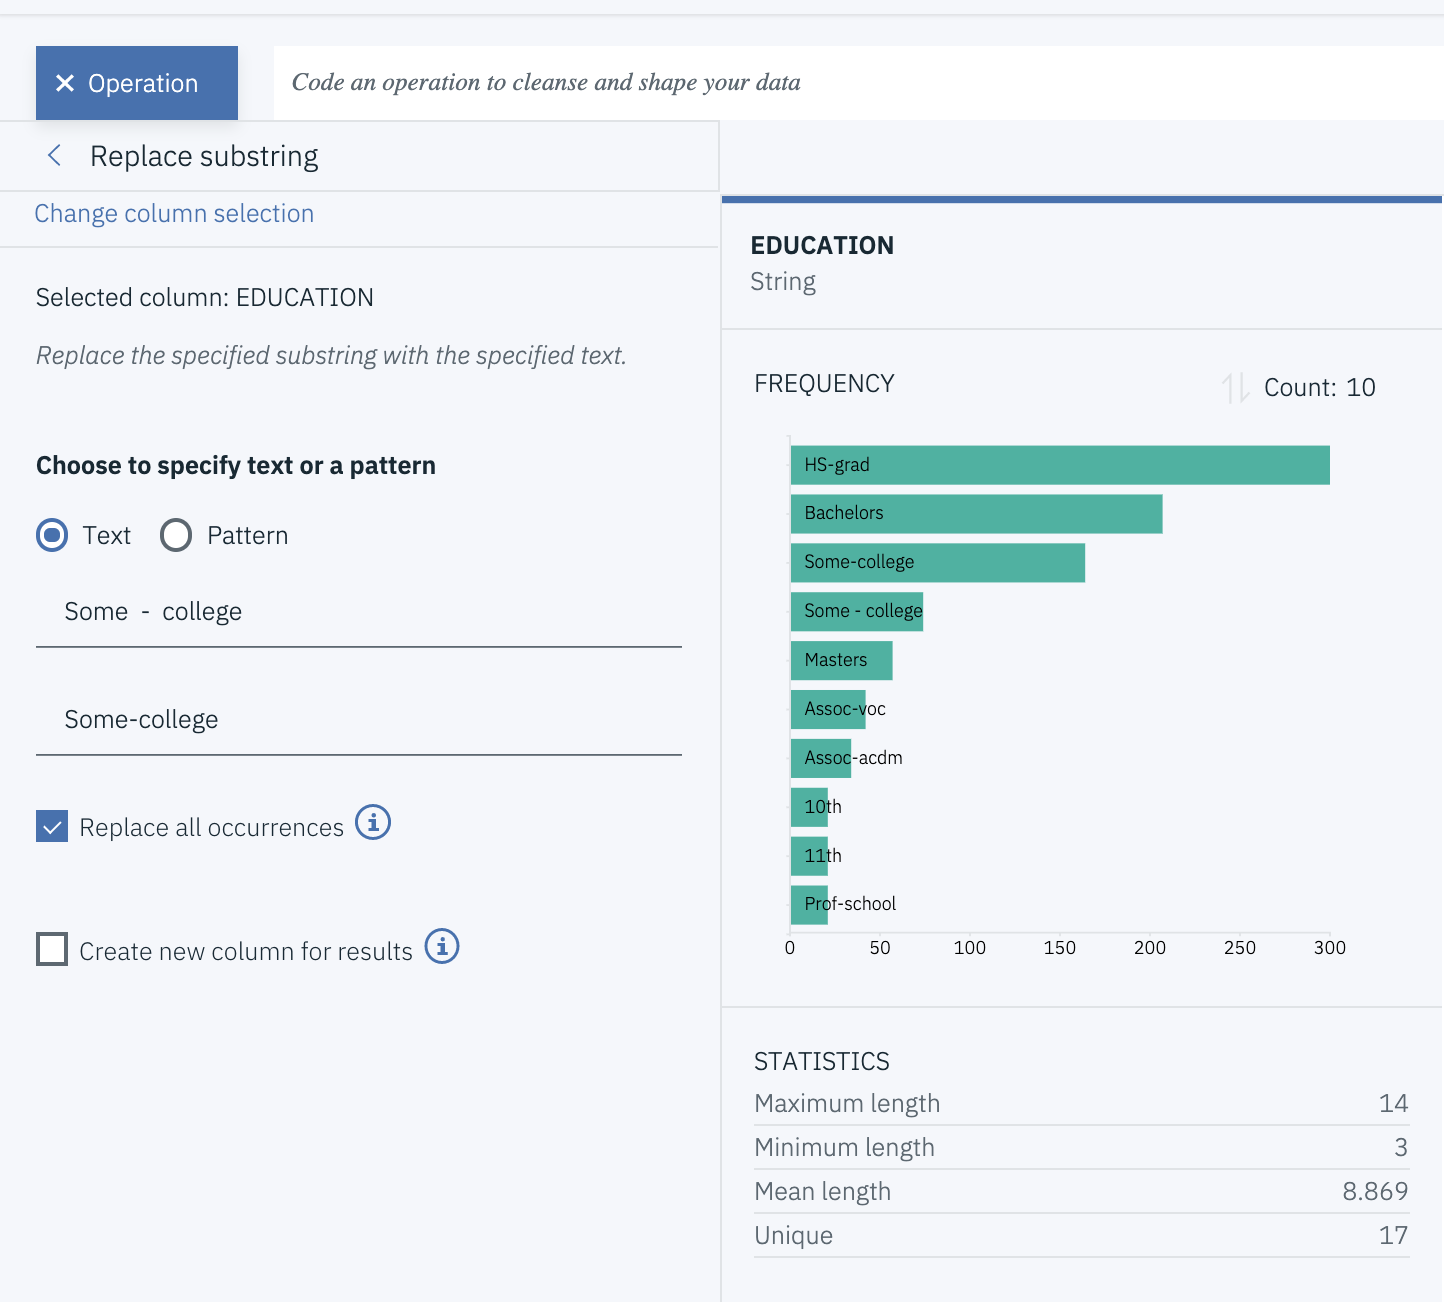 Operation
Code an operation to cleanse and shape your data
Replace substring
Change column selection
Selected column: EDUCATION
Replace the specified substring with the specified text.
Choose to specify text or a pattern
Text Pattern
Some - college
Some-college
Replace all occurrences
Create new column for results
EDUCATION
String
FREQUENCY
Count: 10
HS-grad
Bachelors
Some-college
Some - college
Masters
Assoc-voc
Assoc-acdm
10th
11th
Prof-school
0 50 100 150 200 250 300
STATISTICS
Maximum length 14
Minimum length 3
Mean length 8.869
Unique 17